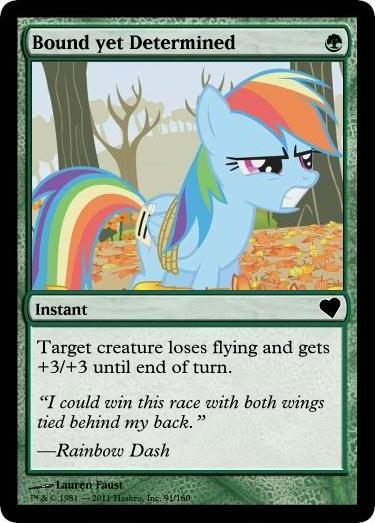 Bound yet Determined
Instant
Target creature loses flying and gets
+3/+3 until end of turn.
“I could win this race with both wings
tied behind my back.”
—Rainbow Dash
Lauren Faust
™ & © 1981 — 2011 Hasbro, Inc. 91/160